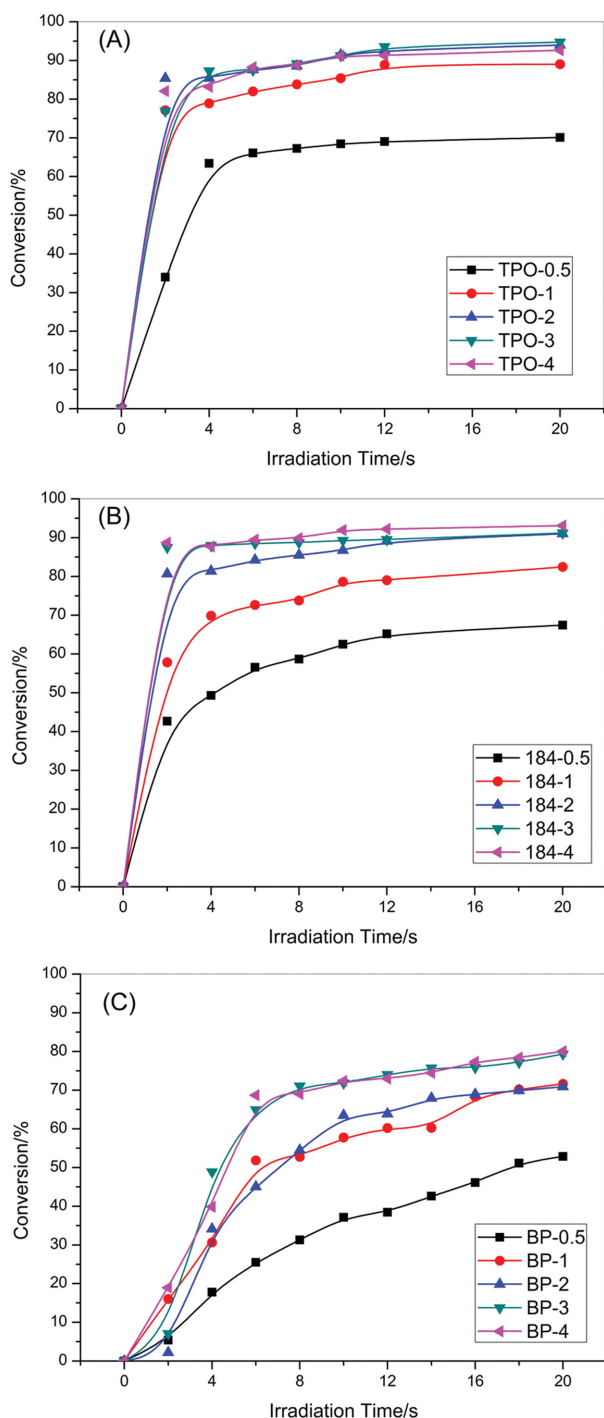 (A)
100
90
80
70
60
50
40
30
20
10
0
Conversion/%
TPO-0.5
TPO-1
TPO-2
TPO-3
TPO-4
0 4 8 12 16 20
Irradiation Time/s
(B)
100
90
80
70
60
50
40
30
20
10
0
Conversion/%
184-0.5
184-1
184-2
184-3
184-4
0 4 8 12 16 20
Irradiation Time/s
(C)
100
90
80
70
60
50
40
30
20
10
0
Conversion/%
BP-0.5
BP-1
BP-2
BP-3
BP-4
0 4 8 12 16 20
Irradiation Time/s